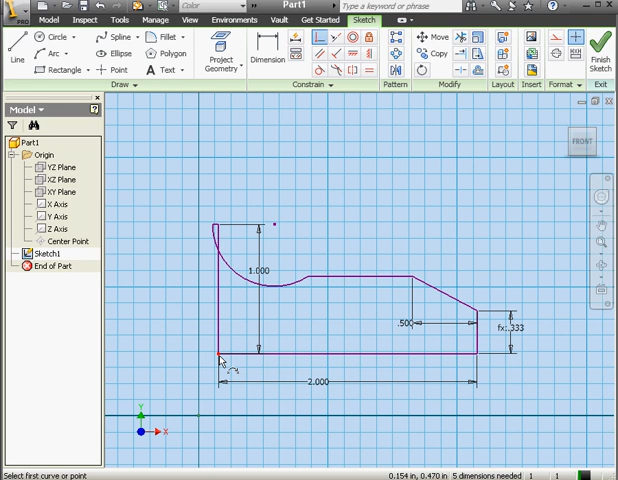 PRO
Color
Part1
Type a keyword or phrase
Model
Inspect
Tools
Manage
View
Environments
Vault
Get Started
Sketch
Line
Circle
Arc
Rectangle
Spline
Ellipse
Point
Fillet
Polygon
Text
Project
Geometry
Dimension
Move
Copy
Pattern
Layout
Insert
Finish
Sketch
Draw
Constrain
Pattern
Modify
Layout
Insert
Format
Exit
Model
Part1
Origin
YZ Plane
XZ Plane
XY Plane
X Axis
Y Axis
Z Axis
Center Point
Sketch1
End of Part
FRONT
1.000
.500
fx:.333
2.000
Y
X
Select first curve or point
0.154 in, 0.470 in
5 dimensions needed
1
1